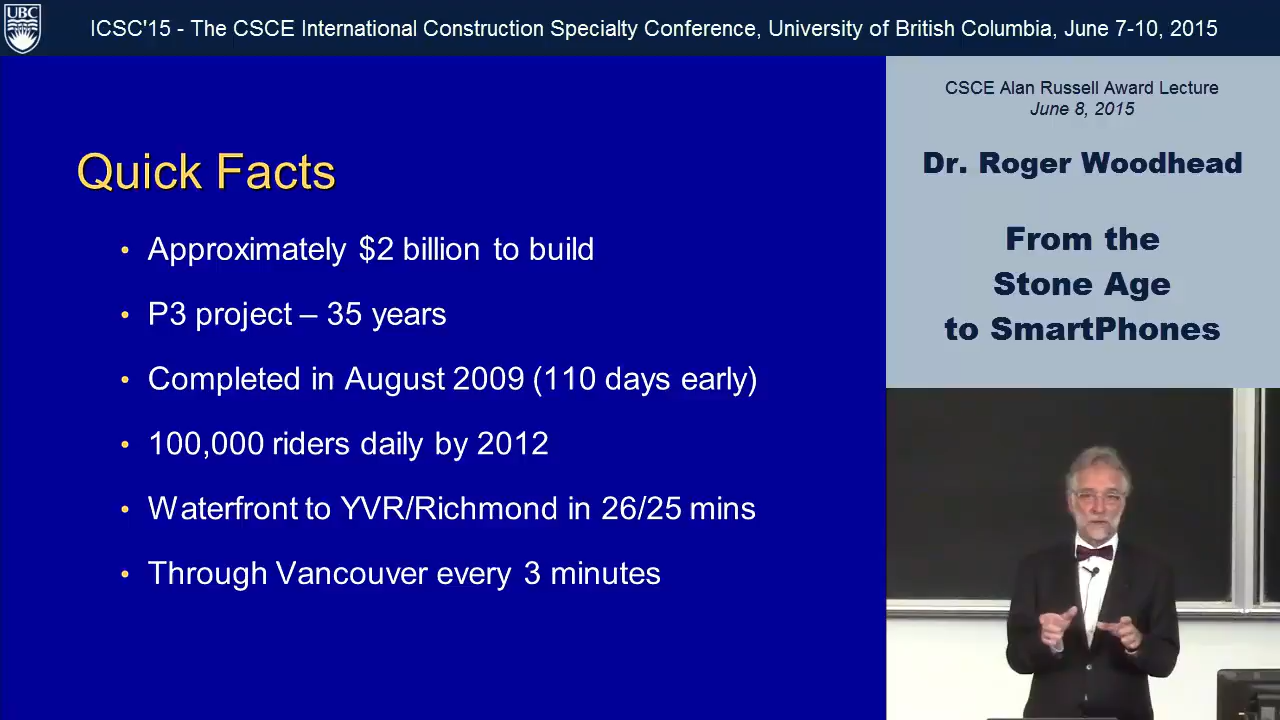 UBC
ICSC'15 - The CSCE International Construction Specialty Conference, University of British Columbia, June 7-10, 2015
Quick Facts
• Approximately $2 billion to build
• P3 project – 35 years
• Completed in August 2009 (110 days early)
• 100,000 riders daily by 2012
• Waterfront to YVR/Richmond in 26/25 mins
• Through Vancouver every 3 minutes
CSCE Alan Russell Award Lecture
June 8, 2015
Dr. Roger Woodhead
From the
Stone Age
to SmartPhones